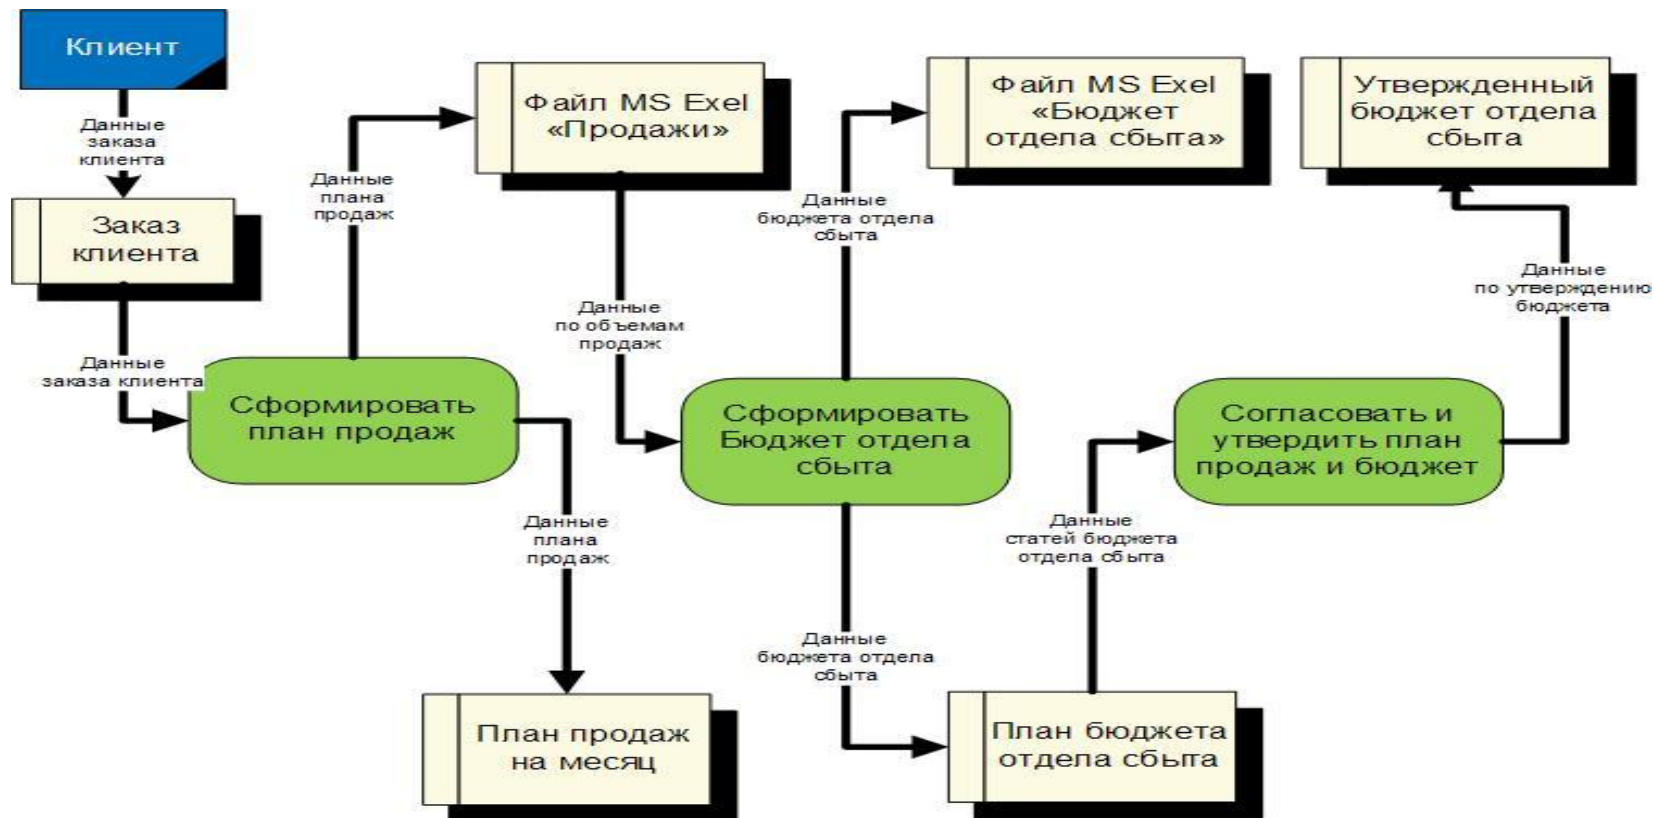 Клиент
Данные
заказа
клиента
Заказ
клиента
Данные
заказа клиента
Сформировать
план продаж
Данные
плана
продаж
Файл MS Exel
«Продажи»
Данные
плана
продаж
План продаж
на месяц
Данные
по объемам
продаж
Сформировать
Бюджет отдела
сбыта
Данные
бюджета отдела
сбыта
Файл MS Exel
«Бюджет
отдела сбыта»
Данные
бюджета отдела
сбыта
План бюджета
отдела сбыта
Данные
статей бюджета
отдела сбыта
Согласовать и
утвердить план
продаж и бюджет
Данные
по утверждению
бюджета
Утвержденный
бюджет отдела
сбыта